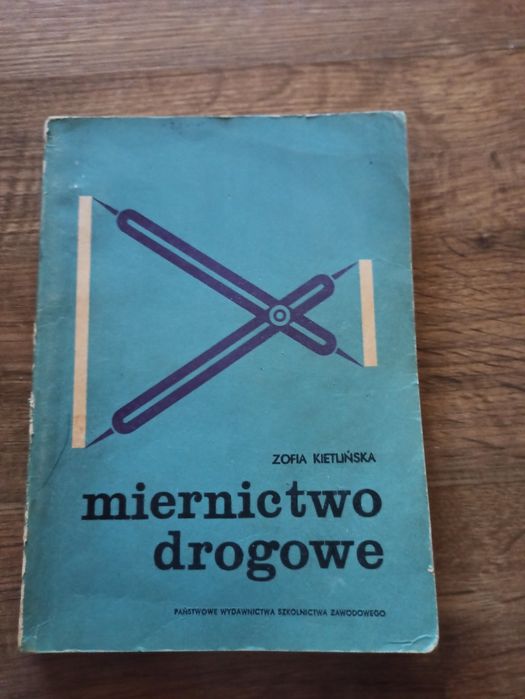 ZOFIA KIETLIŃSKA
miernictwo
drogowe
PAŃSTWOWE WYDAWNICTWA SZKOLNICTWA ZAWODOWEGO